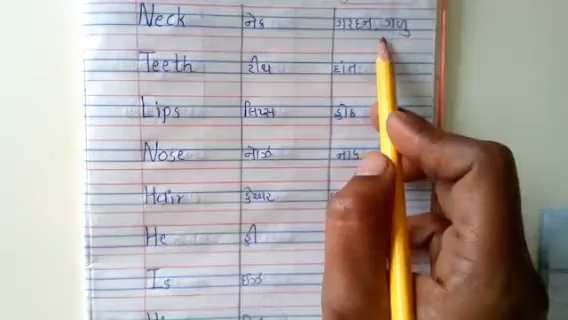 Neck નેક ગરદન, ગળુ
Teeth ટીથ દાંત
Lips લિપ્સ હોઠ
Nose નોઝ નાક
Hair હેયર
He હી
Is ઇઝ